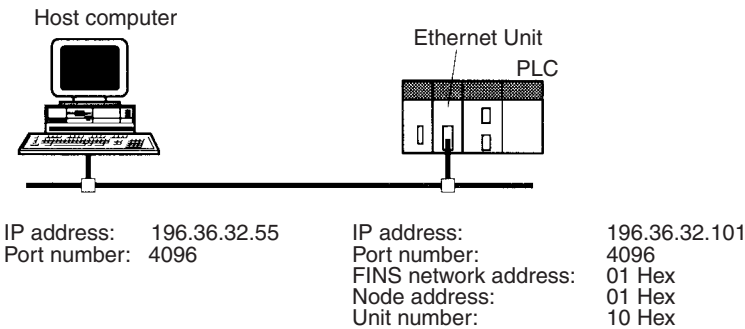 Host computer
Ethernet Unit
PLC
IP address: 196.36.32.55
Port number: 4096
IP address: 196.36.32.101
Port number: 4096
FINS network address: 01 Hex
Node address: 01 Hex
Unit number: 10 Hex